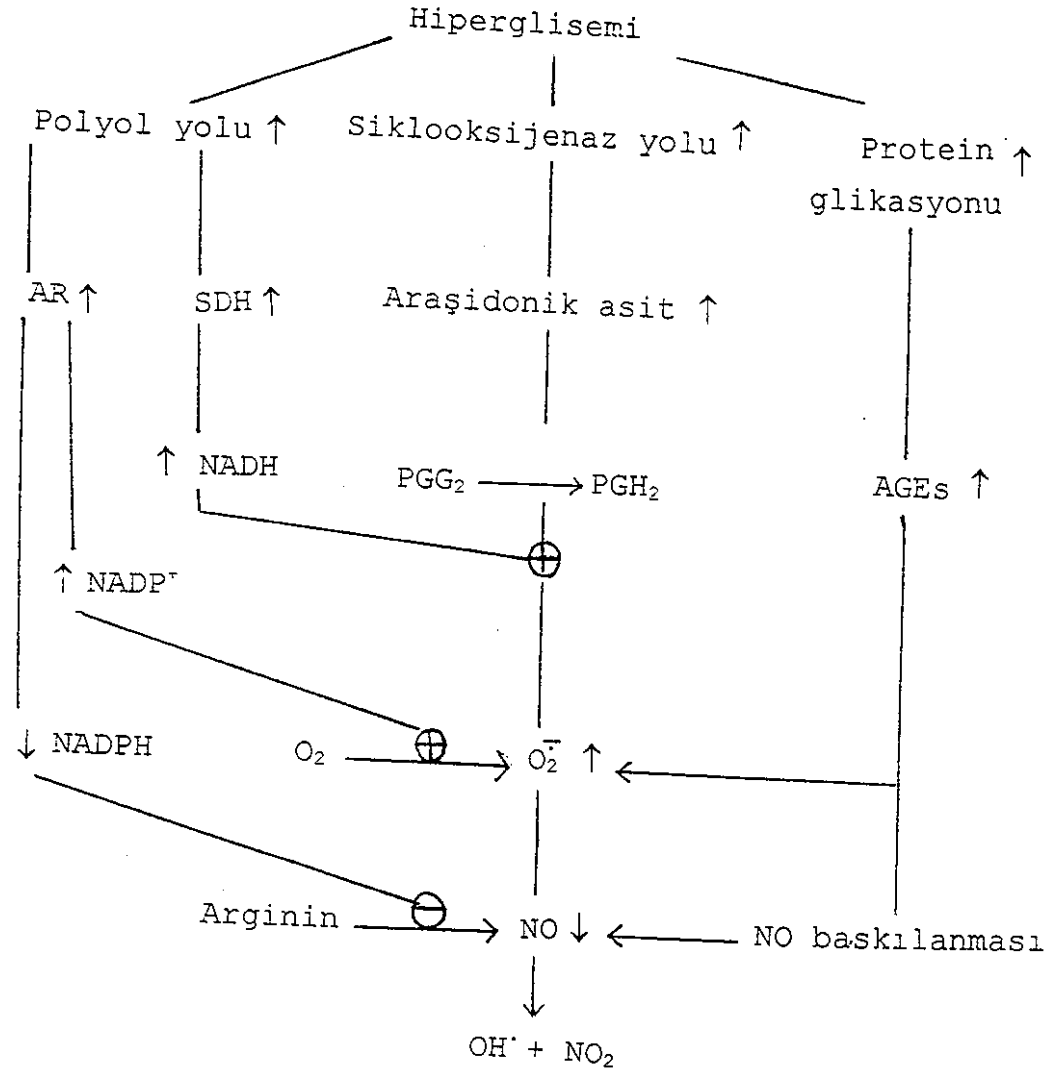 Hiperglisemi
Polyol yolu ↑
Siklooksijenaz yolu ↑
Protein ↑
glikasyonu
AR ↑
SDH ↑
Araşidonik asit ↑
↑ NADH
PGG₂ → PGH₂
AGEs ↑
⊕
↑ NADP⁺
↓ NADPH
O₂ ⊕ → O₂•̄ ↑
Arginin ⊖ → NO ↓ ← NO baskılanması
OH• + NO₂